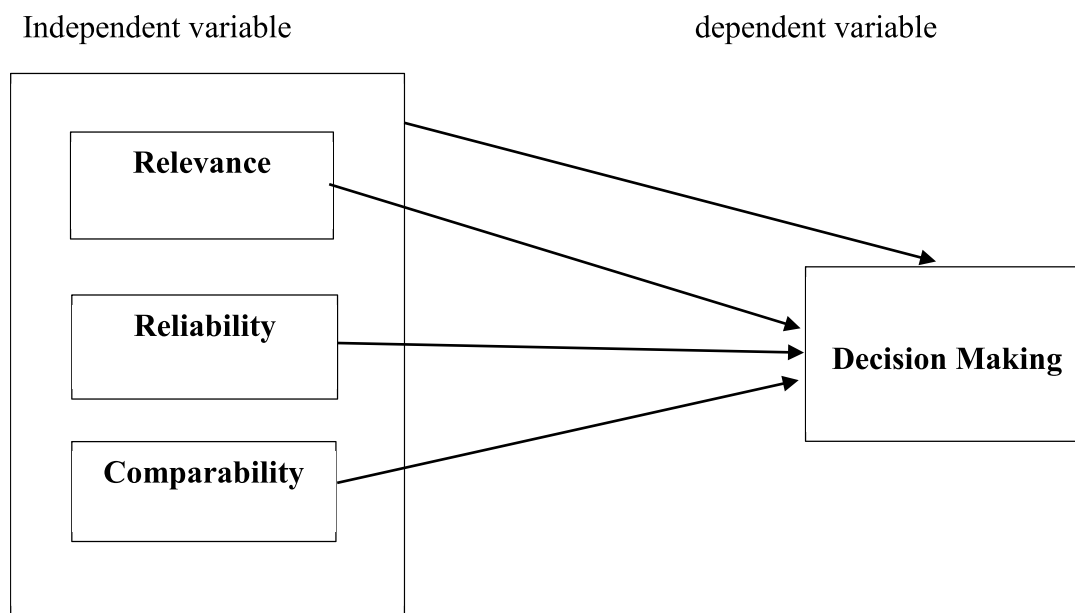 Independent variable
dependent variable
Relevance
Reliability
Decision Making
Comparability